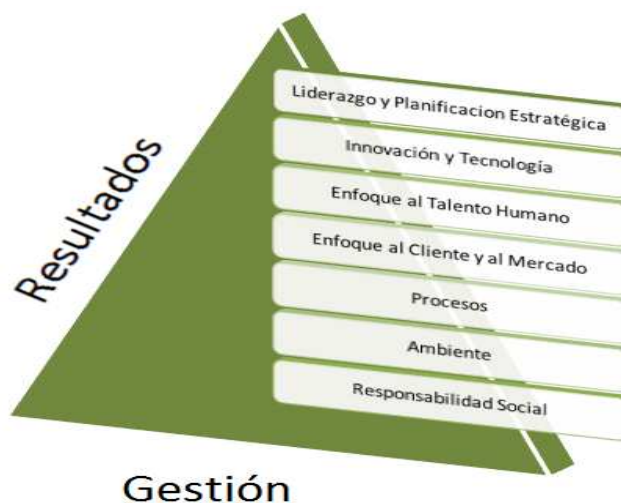 Liderazgo y Planificacion Estratégica
Innovación y Tecnología
Enfoque al Talento Humano
Enfoque al Cliente y al Mercado
Procesos
Ambiente
Responsabilidad Social
Resultados
Gestión